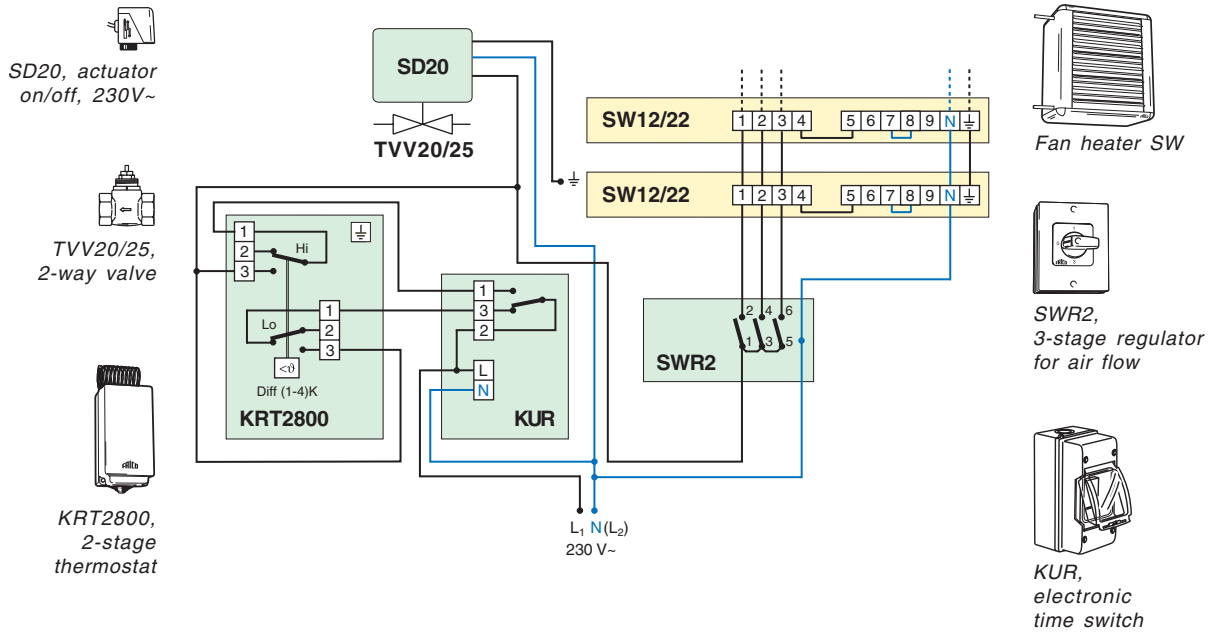 SD20, actuator
on/off, 230V~
TVV20/25,
2-way valve
KRT2800,
2-stage
thermostat
SD20
TVV20/25
SW12/22
1 2 3 4 5 6 7 8 9 N
SW12/22
1 2 3 4 5 6 7 8 9 N
1
2
3
Hi
Lo
1
2
3
<ϑ
Diff (1-4)K
KRT2800
1
3
2
L
N
KUR
2 4 6
1 3 5
SWR2
L₁ N (L₂)
230 V~
Fan heater SW
0 1 3
SWR2,
3-stage regulator
for air flow
KUR,
electronic
time switch
FRICO